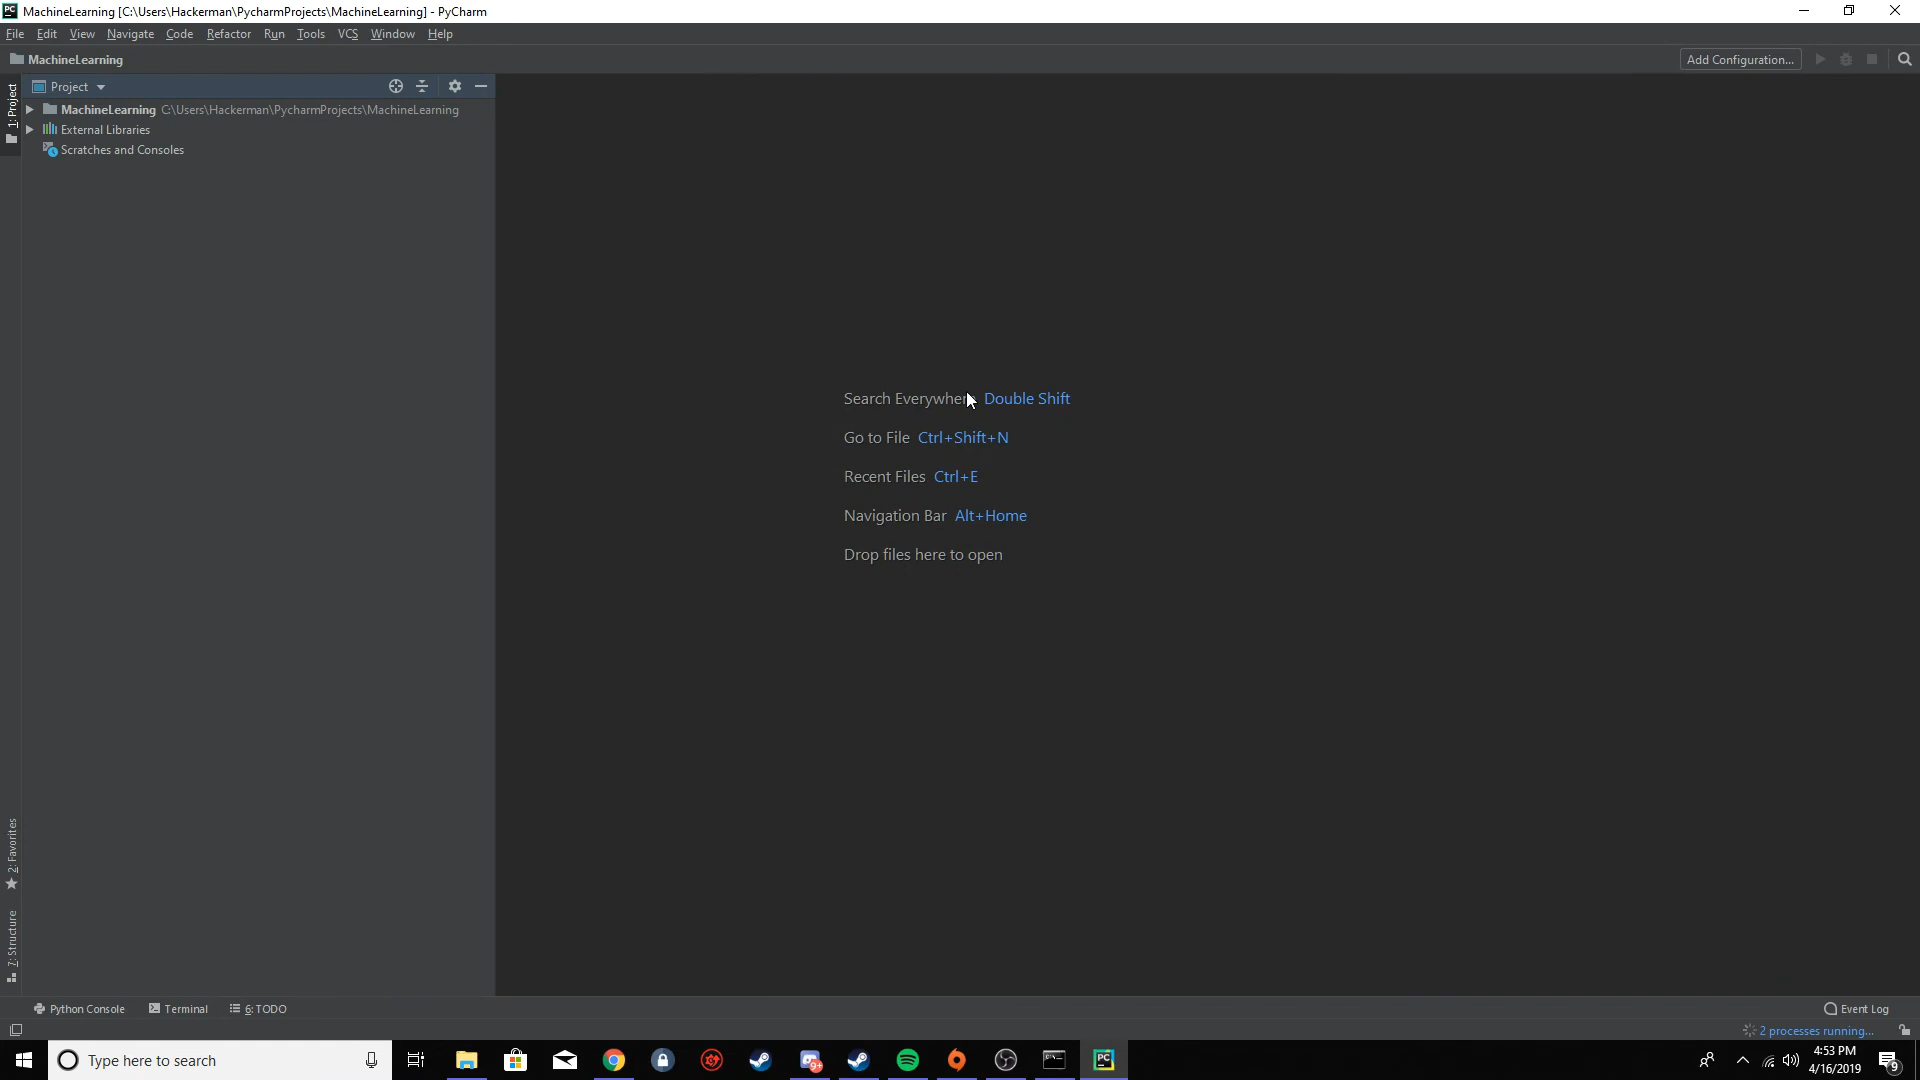 MachineLearning [C:\Users\Hackerman\PycharmProjects\MachineLearning] - PyCharm
File Edit View Navigate Code Refactor Run Tools VCS Window Help
MachineLearning
Add Configuration...
1: Project
Project
MachineLearning C:\Users\Hackerman\PycharmProjects\MachineLearning
External Libraries
Scratches and Consoles
Search Everywhere Double Shift
Go to File Ctrl+Shift+N
Recent Files Ctrl+E
Navigation Bar Alt+Home
Drop files here to open
2: Favorites
7: Structure
Python Console Terminal 6: TODO
Event Log
2 processes running...
Type here to search
PC
9+
4:53 PM
4/16/2019
9